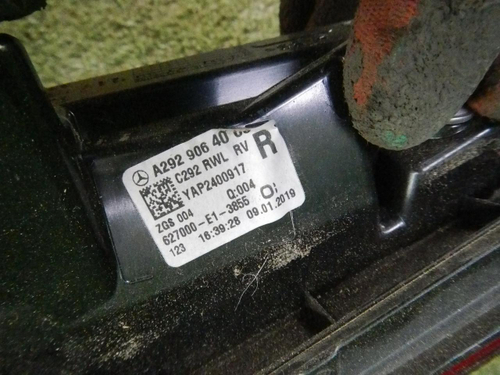 A292 906 40
C292 RWL RV R
YAP2400917
ZGS 004 Q:004
627000-E1-3855
123 16:39:28 09.01.2019